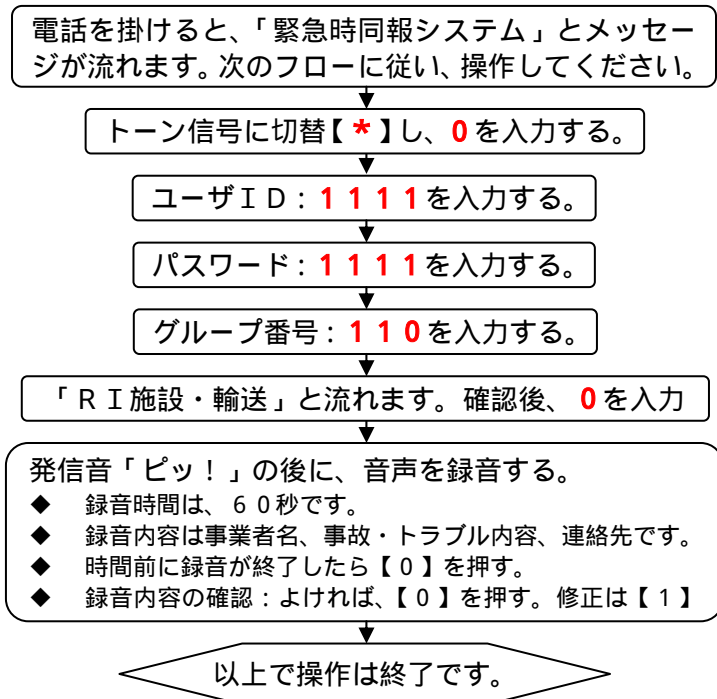 電話を掛けると、「緊急時同報システム」とメッセー
ジが流れます。次のフローに従い、操作してください。
トーン信号に切替【＊】し、０を入力する。
ユーザＩＤ：１１１１を入力する。
パスワード：１１１１を入力する。
グループ番号：１１０を入力する。
「ＲＩ施設・輸送」と流れます。確認後、０を入力
発信音「ピッ！」の後に、音声を録音する。
◆ 録音時間は、６０秒です。
◆ 録音内容は事業者名、事故・トラブル内容、連絡先です。
◆ 時間前に録音が終了したら【０】を押す。
◆ 録音内容の確認：よければ、【０】を押す。修正は【１】
以上で操作は終了です。